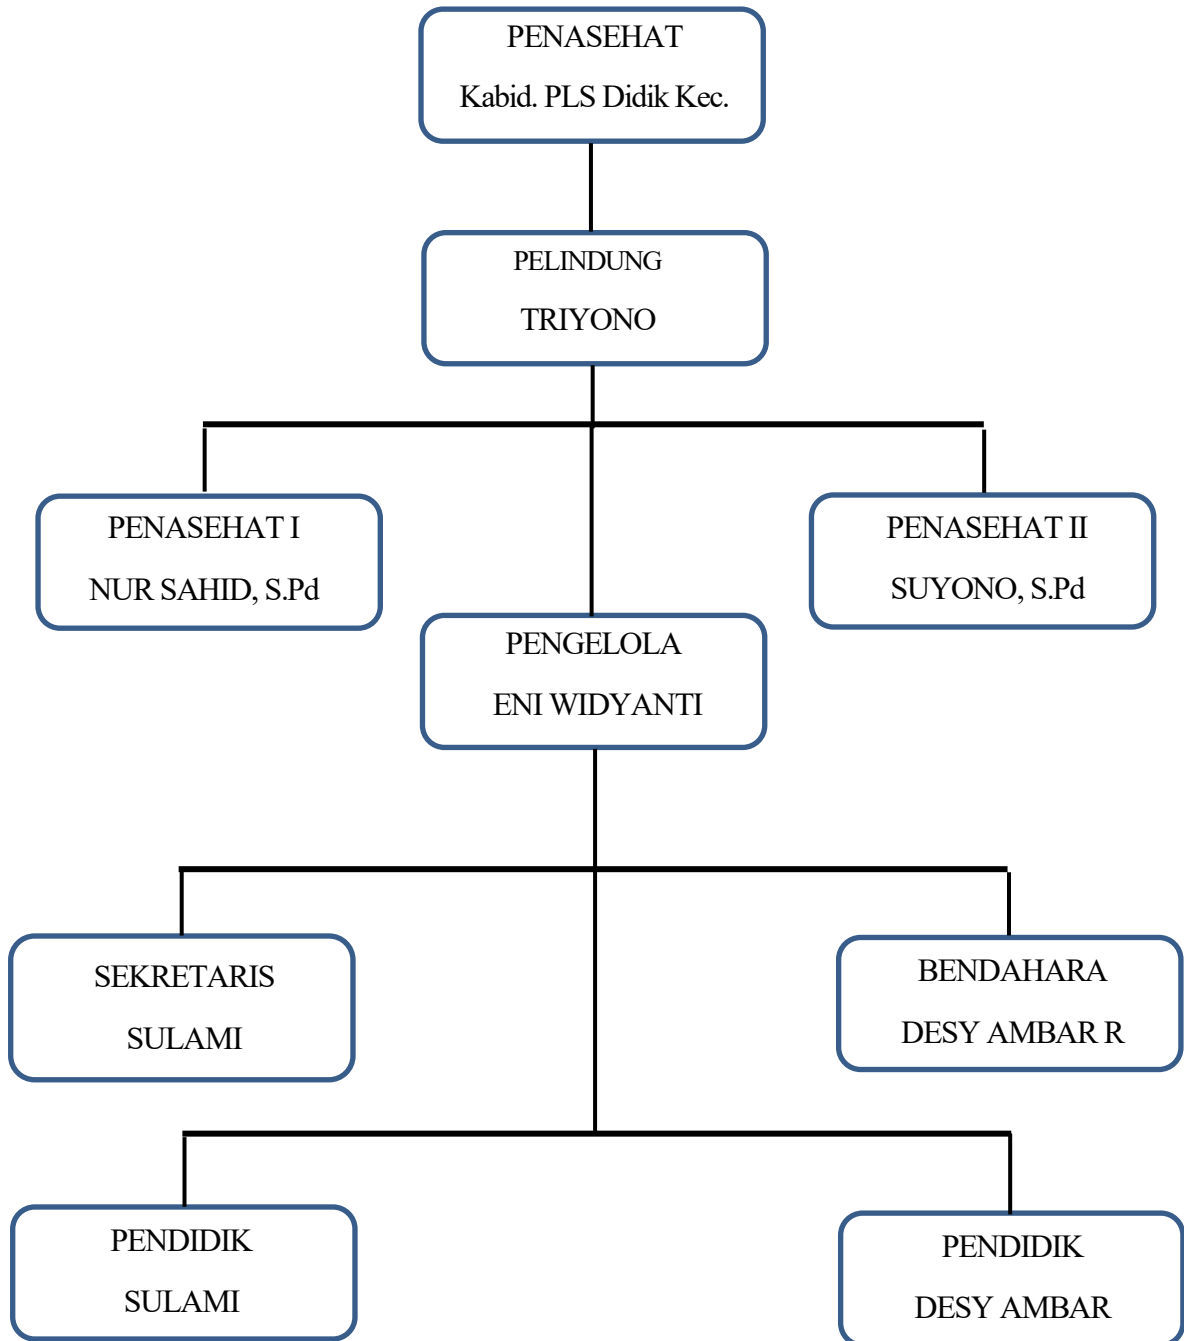 PENASEHAT
Kabid. PLS Didik Kec.
PELINDUNG
TRIYONO
PENASEHAT I
NUR SAHID, S.Pd
PENASEHAT II
SUYONO, S.Pd
PENGELOLA
ENI WIDYANTI
SEKRETARIS
SULAMI
BENDAHARA
DESY AMBAR R
PENDIDIK
SULAMI
PENDIDIK
DESY AMBAR